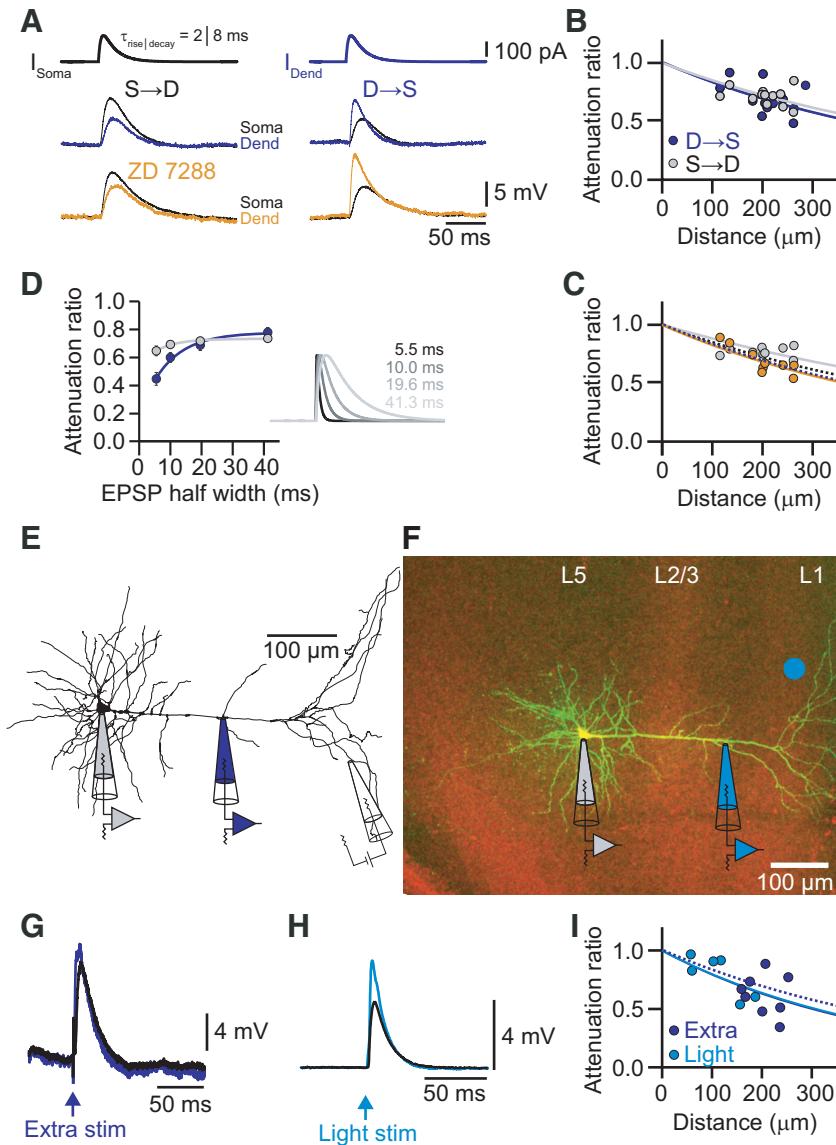 A
τrise|decay = 2 | 8 ms
ISoma
IDend
100 pA
S→D
D→S
Soma
Dend
Soma
Dend
ZD 7288
Soma
Dend
Soma
Dend
5 mV
50 ms
B
Attenuation ratio
1.0
0.5
0.0
D→S
S→D
0 100 200 300
Distance (μm)
C
Attenuation ratio
1.0
0.5
0.0
0 100 200 300
Distance (μm)
D
Attenuation ratio
1.0
0.8
0.6
0.4
0.2
0.0
0 10 20 30 40
EPSP half width (ms)
5.5 ms
10.0 ms
19.6 ms
41.3 ms
E
100 μm
F
L5 L2/3 L1
100 μm
G
4 mV
50 ms
Extra stim
H
4 mV
50 ms
Light stim
I
Attenuation ratio
1.0
0.5
0.0
Extra
Light
0 100 200 300
Distance (μm)